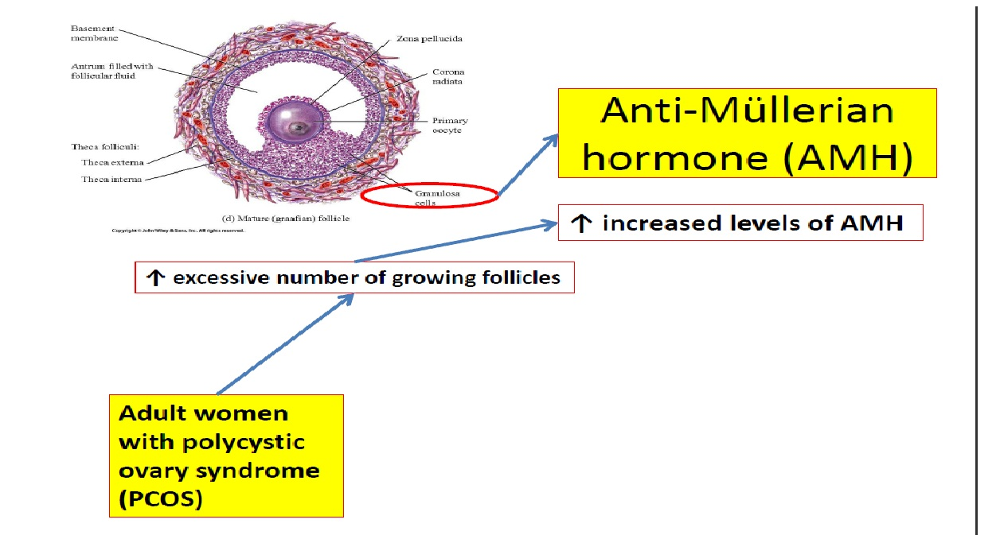 Basement
membrane
Antrum filled with
follicular fluid
Theca folliculi:
Theca externa
Theca interna
Zona pellucida
Corona
radiata
Primary
oocyte
Granulosa
cells
(d) Mature (graafian) follicle
Copyright © John Wiley & Sons, Inc. All rights reserved.
Anti-Müllerian
hormone (AMH)
↑ increased levels of AMH
↑ excessive number of growing follicles
Adult women
with polycystic
ovary syndrome
(PCOS)